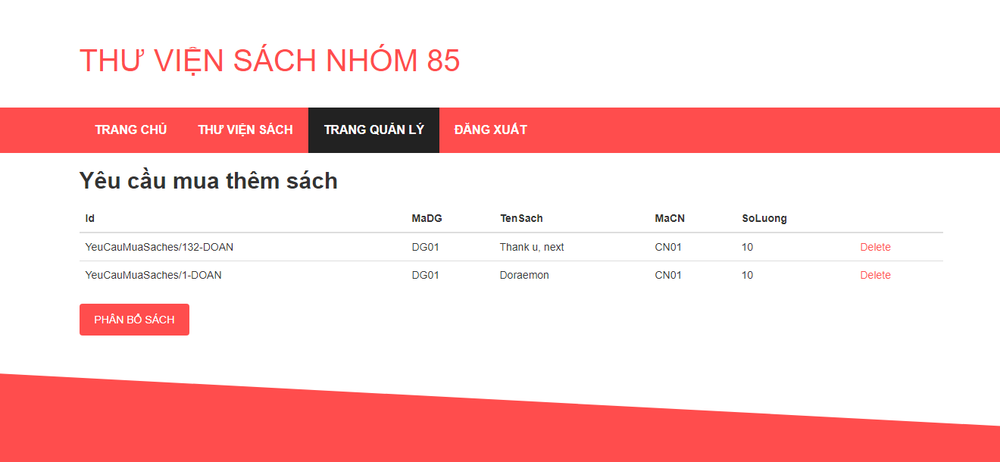 THƯ VIỆN SÁCH NHÓM 85
TRANG CHỦ THƯ VIỆN SÁCH TRANG QUẢN LÝ ĐĂNG XUẤT
Yêu cầu mua thêm sách
Id MaDG TenSach MaCN SoLuong
YeuCauMuaSaches/132-DOAN DG01 Thank u, next CN01 10 Delete
YeuCauMuaSaches/1-DOAN DG01 Doraemon CN01 10 Delete
PHÂN BỔ SÁCH